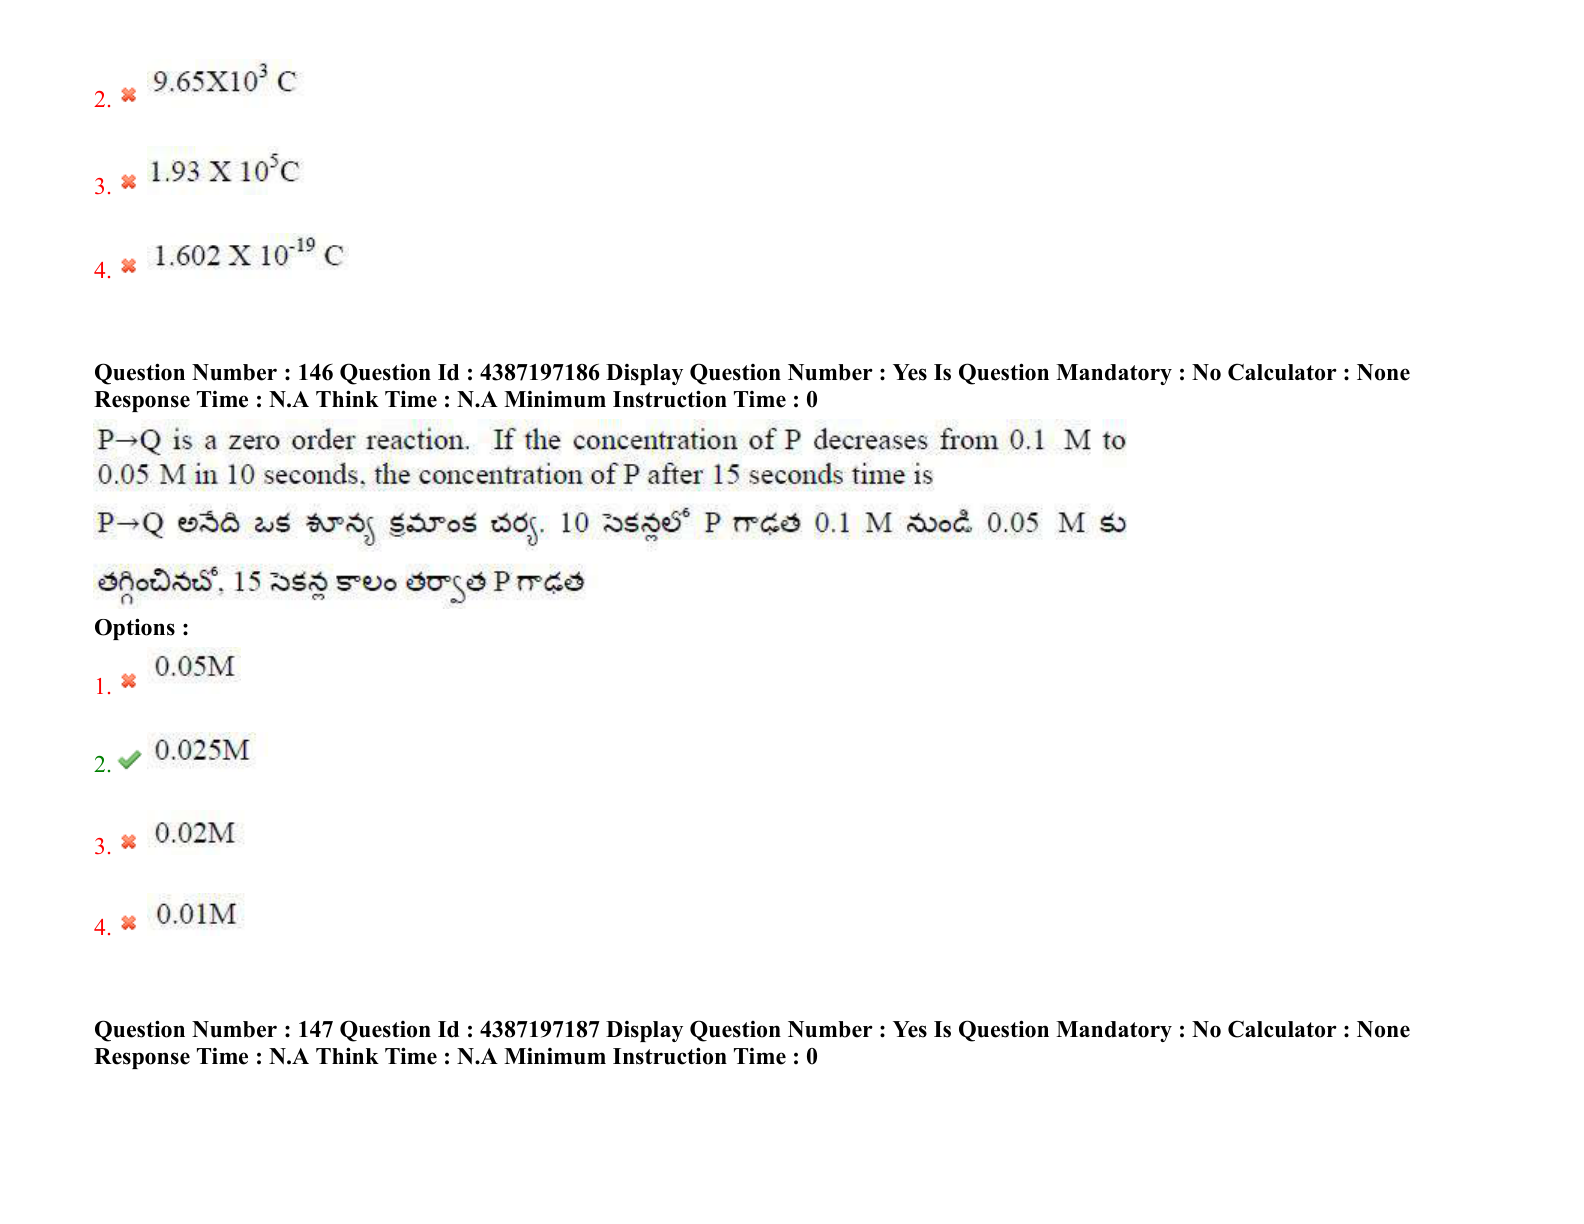 2. 9.65X10³ C
3. 1.93 X 10⁵C
4. 1.602 X 10⁻¹⁹ C
Question Number : 146 Question Id : 4387197186 Display Question Number : Yes Is Question Mandatory : No Calculator : None
Response Time : N.A Think Time : N.A Minimum Instruction Time : 0
P→Q is a zero order reaction. If the concentration of P decreases from 0.1 M to
0.05 M in 10 seconds, the concentration of P after 15 seconds time is
P→Q అనేది ఒక శూన్య క్రమాంక చర్య. 10 సెకన్లలో P గాఢత 0.1 M నుండి 0.05 M కు
తగ్గించినచో, 15 సెకన్ల కాలం తర్వాత P గాఢత
Options :
1. 0.05M
2. 0.025M
3. 0.02M
4. 0.01M
Question Number : 147 Question Id : 4387197187 Display Question Number : Yes Is Question Mandatory : No Calculator : None
Response Time : N.A Think Time : N.A Minimum Instruction Time : 0